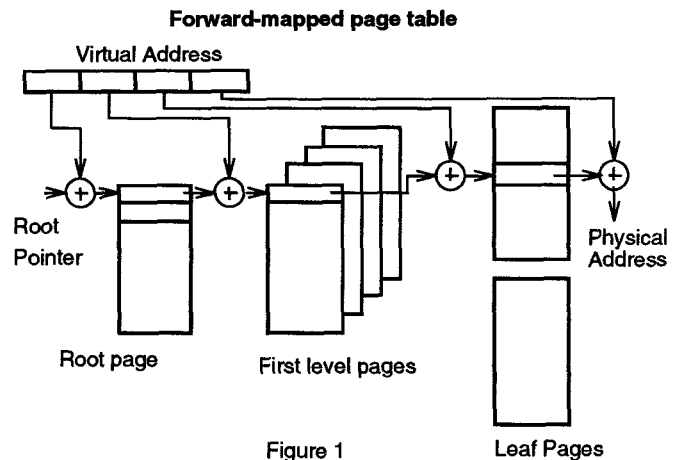 Forward-mapped page table
Virtual Address
+
+
+
+
Root
Pointer
Physical
Address
Root page
First level pages
Leaf Pages
Figure 1